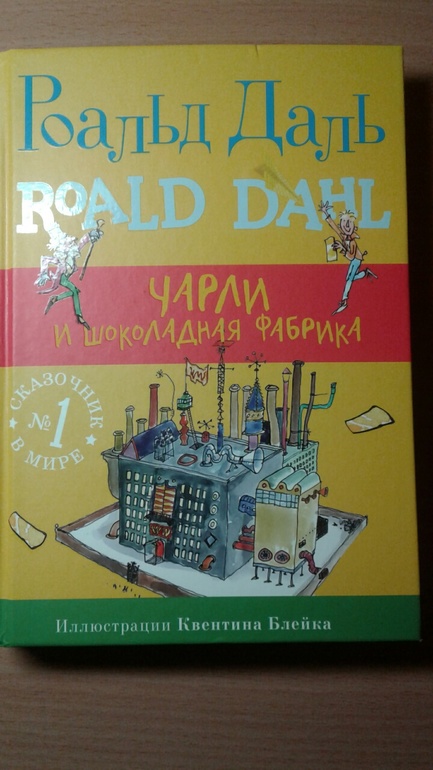 Роальд Даль
ROALD DAHL
ЧАРЛИ
И ШОКОЛАДНАЯ ФАБРИКА
СКАЗОЧНИК
№1
В МИРЕ
Иллюстрации Квентина Блейка